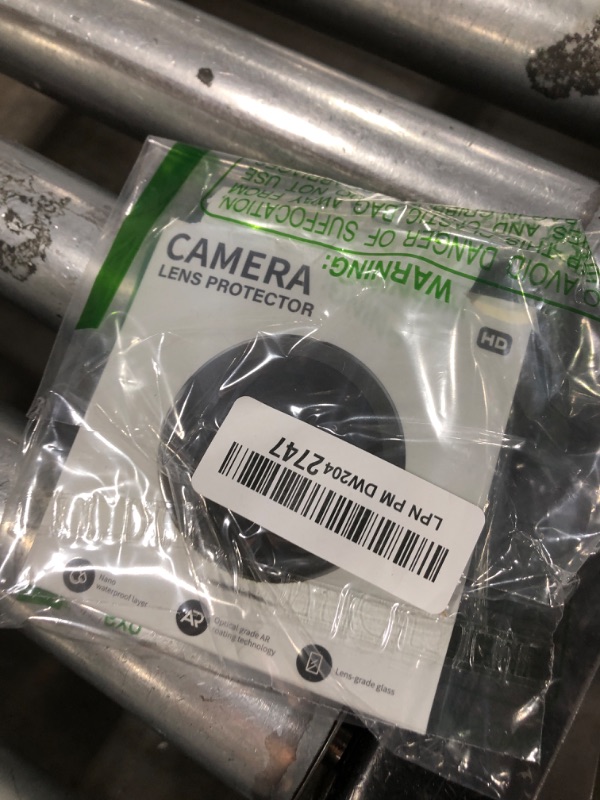 CAMERA
LENS PROTECTOR
HD
WARNING:
AVOID DANGER OF SUFFOCATION
LPN PM DW2042747
Nano
waterproof layer
AR
Optical grade AR
coating technology
Lens-grade glass